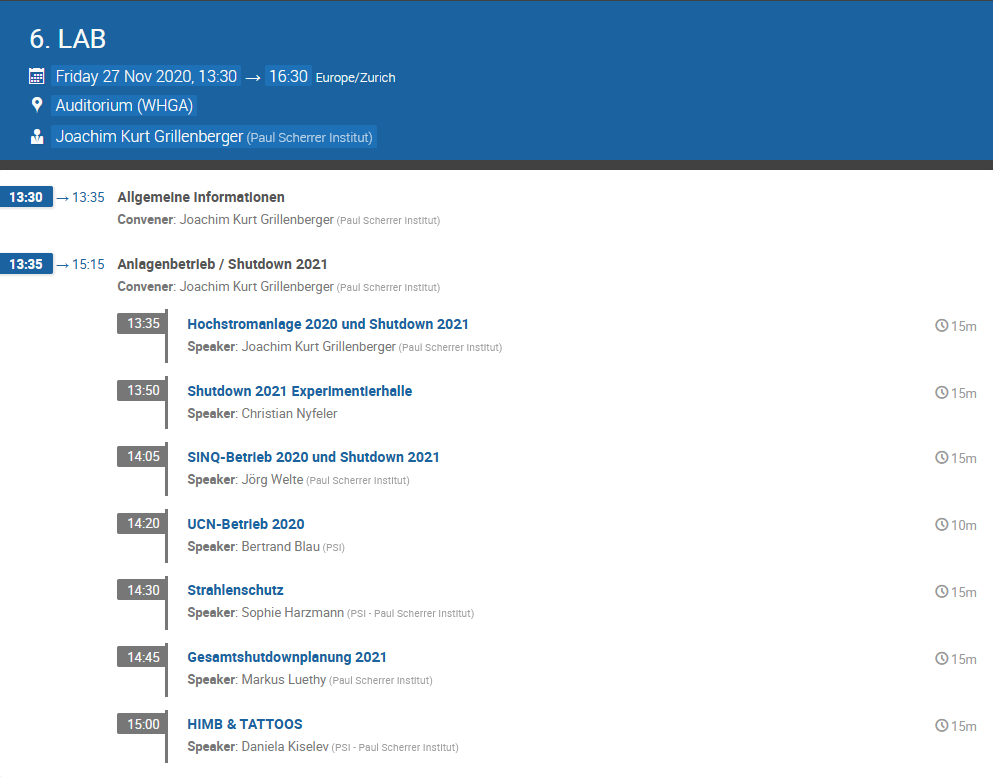 6. LAB
Friday 27 Nov 2020, 13:30 → 16:30 Europe/Zurich
Auditorium (WHGA)
Joachim Kurt Grillenberger (Paul Scherrer Institut)
13:30 → 13:35 Allgemeine Informationen
Convener: Joachim Kurt Grillenberger (Paul Scherrer Institut)
13:35 → 15:15 Anlagenbetrieb / Shutdown 2021
Convener: Joachim Kurt Grillenberger (Paul Scherrer Institut)
13:35 Hochstromanlage 2020 und Shutdown 2021 15m
Speaker: Joachim Kurt Grillenberger (Paul Scherrer Institut)
13:50 Shutdown 2021 Experimentierhalle 15m
Speaker: Christian Nyfeler
14:05 SINQ-Betrieb 2020 und Shutdown 2021 15m
Speaker: Jörg Welte (Paul Scherrer Institut)
14:20 UCN-Betrieb 2020 10m
Speaker: Bertrand Blau (PSI)
14:30 Strahlenschutz 15m
Speaker: Sophie Harzmann (PSI - Paul Scherrer Institut)
14:45 Gesamtshutdownplanung 2021 15m
Speaker: Markus Luethy (Paul Scherrer Institut)
15:00 HIMB & TATTOOS 15m
Speaker: Daniela Kiselev (PSI - Paul Scherrer Institut)